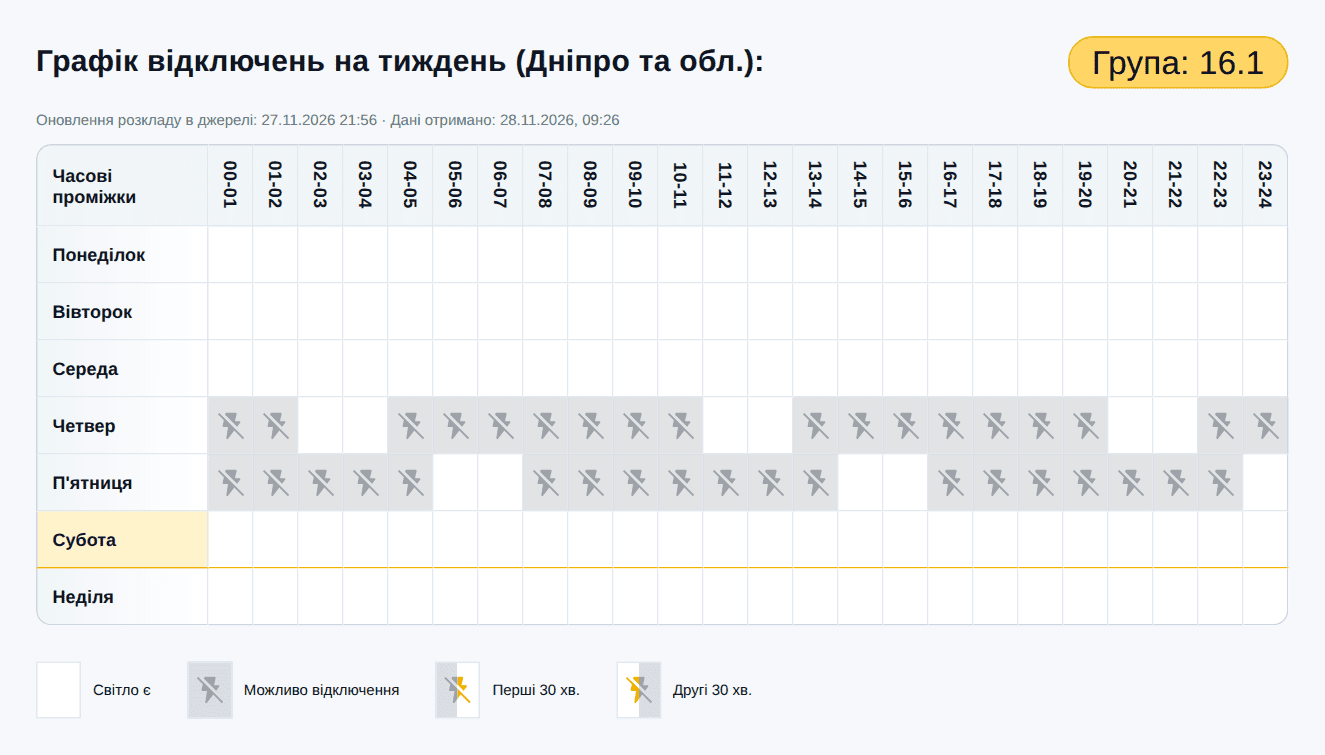 Графік відключень на тиждень (Дніпро та обл.):
Група: 16.1
Оновлення розкладу в джерелі: 27.11.2026 21:56 · Дані отримано: 28.11.2026, 09:26
Часові
проміжки
00-01
01-02
02-03
03-04
04-05
05-06
06-07
07-08
08-09
09-10
10-11
11-12
12-13
13-14
14-15
15-16
16-17
17-18
18-19
19-20
20-21
21-22
22-23
23-24
Понеділок
Вівторок
Середа
Четвер
П'ятниця
Субота
Неділя
Світло є
Можливо відключення
Перші 30 хв.
Другі 30 хв.